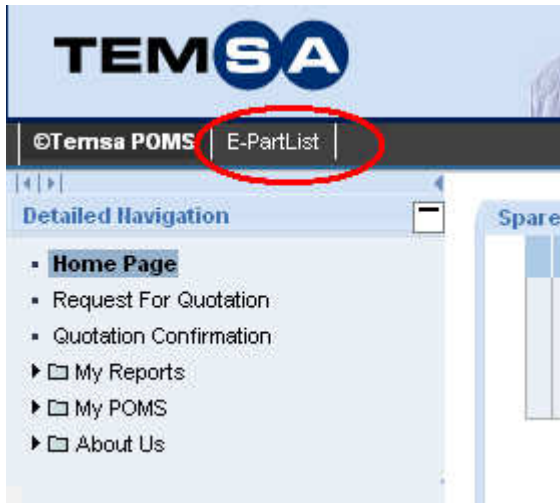 TEMSA
©Temsa POMS E-PartList
Detailed Navigation
Home Page
Request For Quotation
Quotation Confirmation
My Reports
My POMS
About Us
Spare